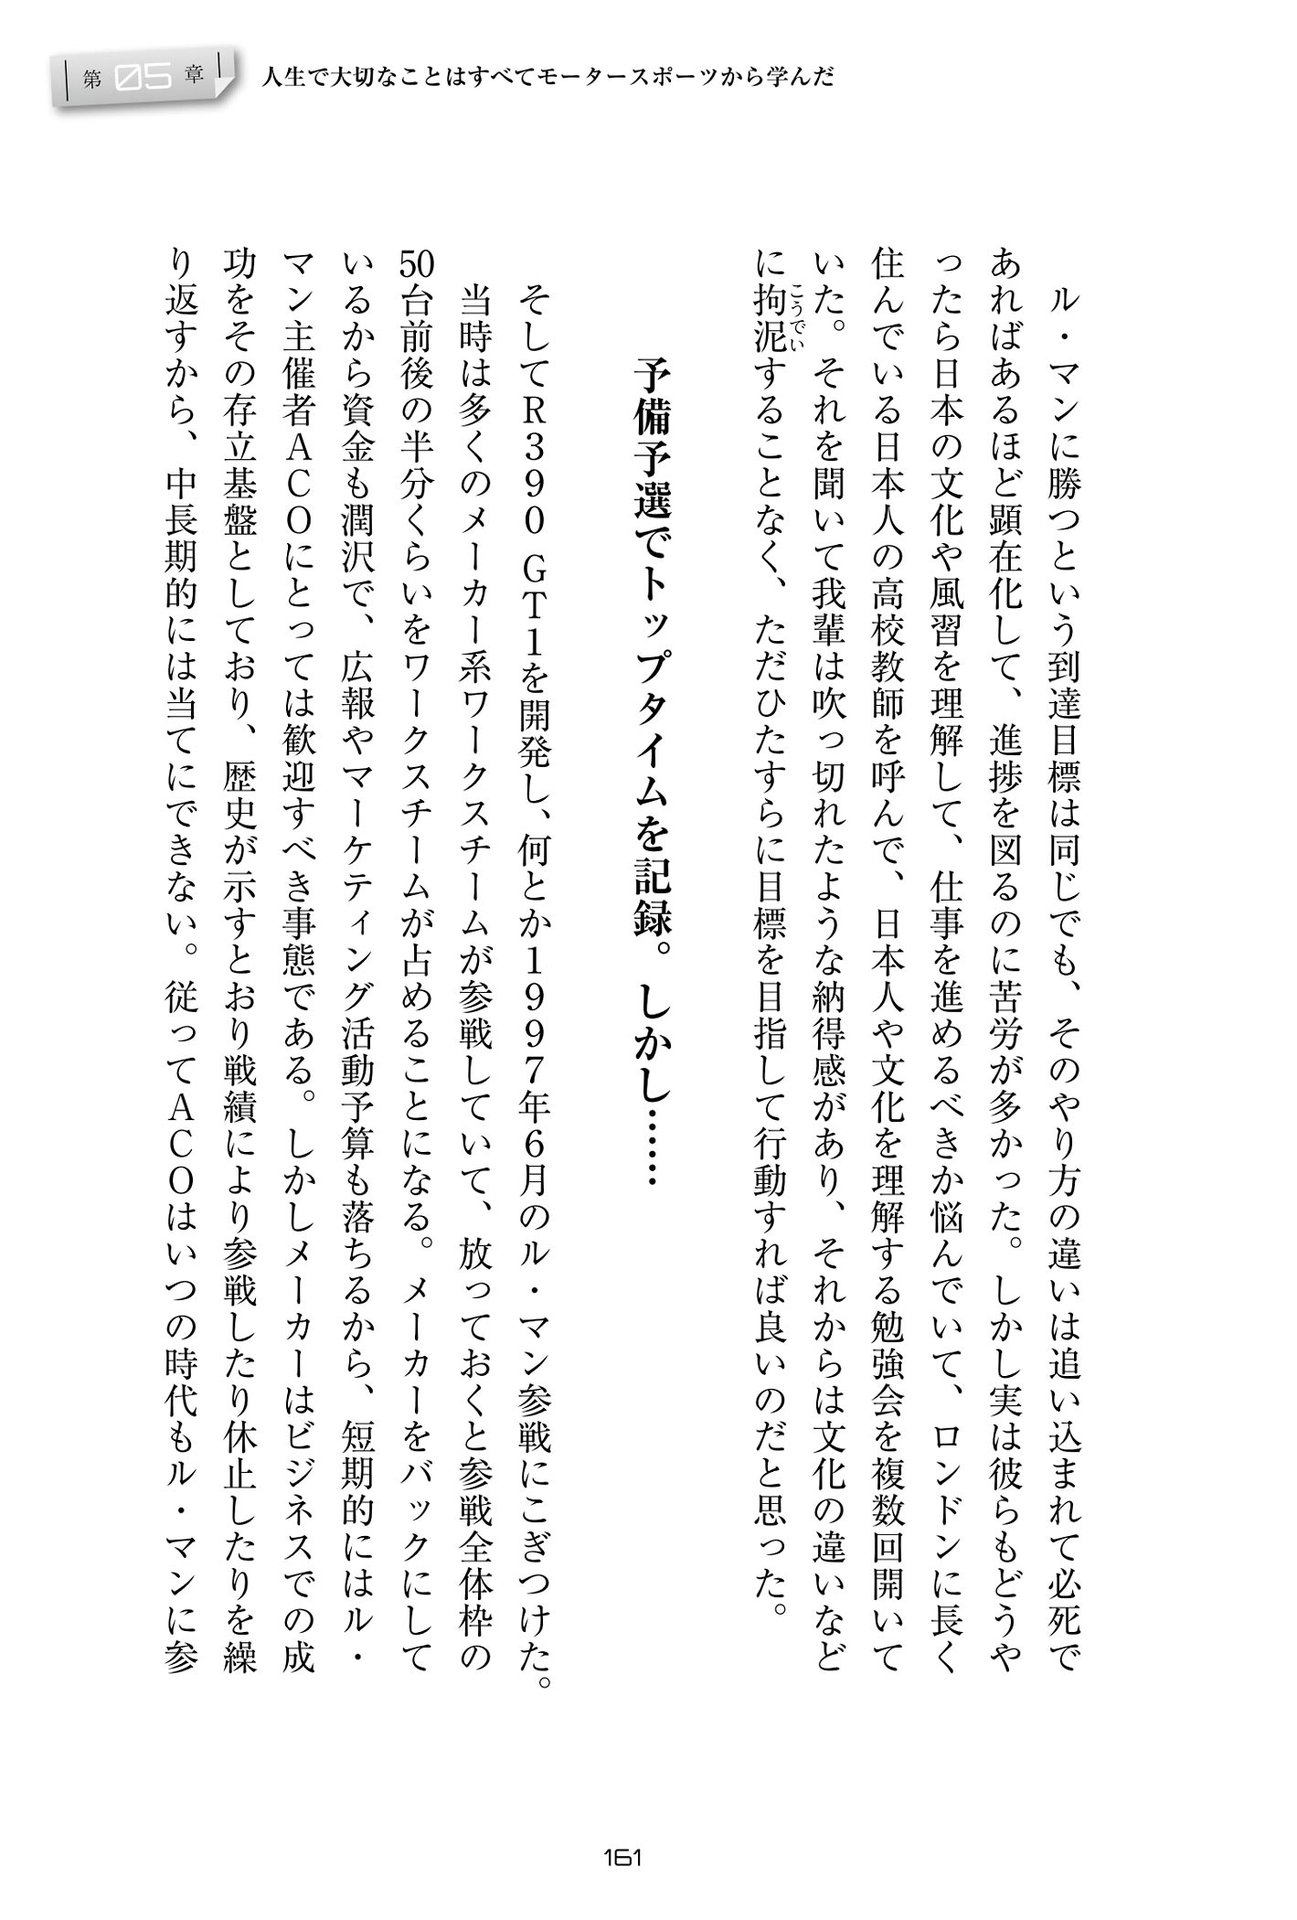 第05章 人生で大切なことはすべてモータースポーツから学んだ
　ル・マンに勝つという到達目標は同じでも、そのやり方の違いは追い込まれて必死で
あればあるほど顕在化して、進捗を図るのに苦労が多かった。しかし実は彼らもどうや
ったら日本の文化や風習を理解して、仕事を進めるべきか悩んでいて、ロンドンに長く
住んでいる日本人の高校教師を呼んで、日本人や文化を理解する勉強会を複数回開いて
いた。それを聞いて我輩は吹っ切れたような納得感があり、それからは文化の違いなど
こうでい
に拘泥することなく、ただひたすらに目標を目指して行動すれば良いのだと思った。
予備予選でトップタイムを記録。しかし……
　そしてR390 GT1を開発し、何とか1997年6月のル・マン参戦にこぎつけた。
　当時は多くのメーカー系ワークスチームが参戦していて、放っておくと参戦全体枠の
50台前後の半分くらいをワークスチームが占めることになる。メーカーをバックにして
いるから資金も潤沢で、広報やマーケティング活動予算も落ちるから、短期的にはル・
マン主催者ACOにとっては歓迎すべき事態である。しかしメーカーはビジネスでの成
功をその存立基盤としており、歴史が示すとおり戦績により参戦したり休止したりを繰
り返すから、中長期的には当てにできない。従ってACOはいつの時代もル・マンに参
161